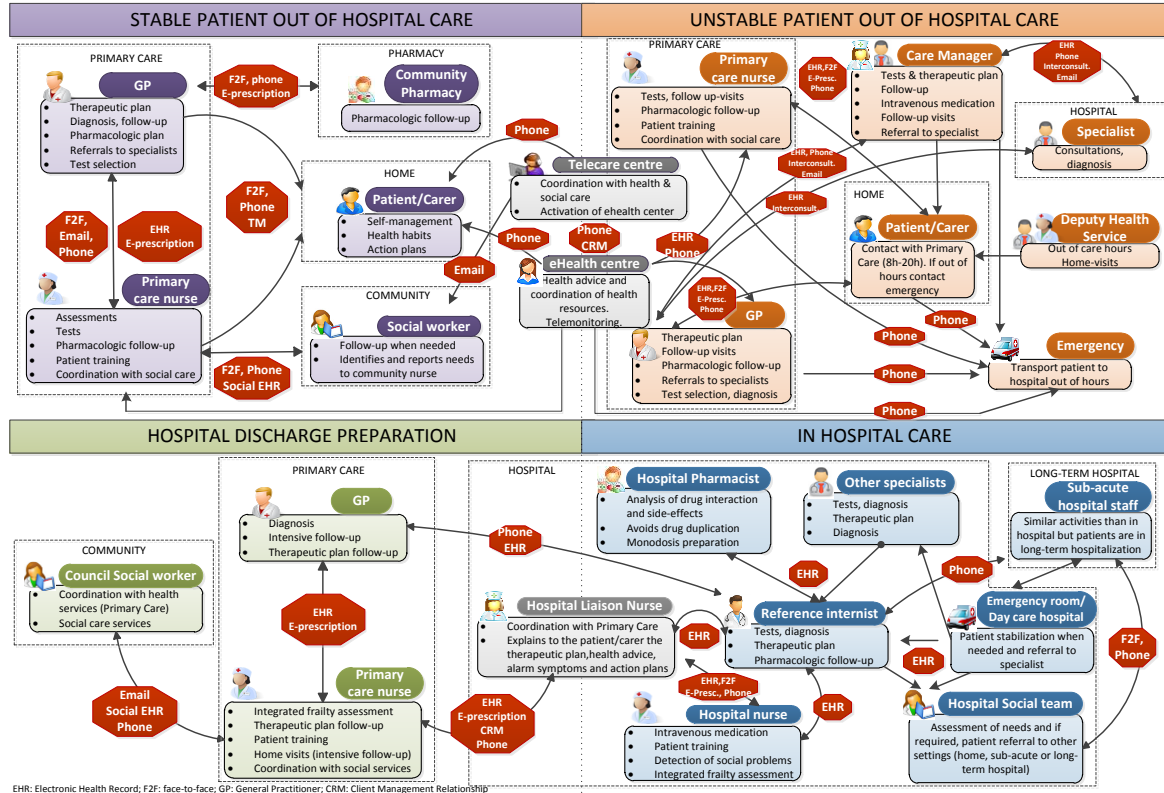 STABLE PATIENT OUT OF HOSPITAL CARE
PRIMARY CARE
GP
Therapeutic plan
Diagnosis, follow-up
Pharmacologic plan
Referrals to specialists
Test selection
F2F, phone
E-prescription
PHARMACY
Community
Pharmacy
Pharmacologic follow-up
F2F,
Email,
Phone
EHR
E-prescription
F2F,
Phone
TM
Phone
HOME
Patient/Carer
Self-management
Health habits
Action plans
Telecare centre
Coordination with health &
social care
Activation of ehealth center
Phone
Phone
CRM
Email
eHealth centre
Health advice and
coordination of health
resources.
Telemonitoring.
Primary
care nurse
Assessments
Tests
Pharmacologic follow-up
Patient training
Coordination with social care
F2F, Phone
Social EHR
COMMUNITY
Social worker
Follow-up when needed
Identifies and reports needs
to community nurse
UNSTABLE PATIENT OUT OF HOSPITAL CARE
PRIMARY CARE
Primary
care nurse
Tests, follow up-visits
Pharmacologic follow-up
Patient training
Coordination with social care
EHR,F2F
E-Presc.
Phone
Care Manager
Tests & therapeutic plan
Follow-up
Intravenous medication
Follow-up visits
Referral to specialist
EHR
Phone
Interconsult.
Email
HOSPITAL
Specialist
Consultations,
diagnosis
EHR, Phone
Interconsult.
Email
EHR
Interconsult
EHR
Phone
HOME
Patient/Carer
Contact with Primary
Care (8h-20h). If out of
hours contact
emergency
Deputy Health
Service
Out of care hours
Home-visits
EHR,F2F
E-Presc.
Phone
GP
Therapeutic plan
Follow-up visits
Pharmacologic follow-up
Referrals to specialists
Test selection, diagnosis
Phone
Phone
Phone
Phone
Emergency
Transport patient to
hospital out of hours
HOSPITAL DISCHARGE PREPARATION
PRIMARY CARE
GP
Diagnosis
Intensive follow-up
Therapeutic plan follow-up
COMMUNITY
Council Social worker
Coordination with health
services (Primary Care)
Social care services
EHR
E-prescription
Email
Social EHR
Phone
Primary
care nurse
Integrated frailty assessment
Therapeutic plan follow-up
Patient training
Home visits (intensive follow-up)
Coordination with social services
EHR
E-prescription
CRM
Phone
Phone
EHR
HOSPITAL
Hospital Liaison Nurse
Coordination with Primary Care
Explains to the patient/carer the
therapeutic plan,health advice,
alarm symptoms and action plans
IN HOSPITAL CARE
Hospital Pharmacist
Analysis of drug interaction
and side-effects
Avoids drug duplication
Monodosis preparation
Other specialists
Tests, diagnosis
Therapeutic plan
Diagnosis
LONG-TERM HOSPITAL
Sub-acute
hospital staff
Similar activities than in
hospital but patients are in
long-term hospitalization
EHR
Phone
Reference internist
Tests, diagnosis
Therapeutic plan
Pharmacologic follow-up
EHR
Emergency room/
Day care hospital
Patient stabilization when
needed and referral to
specialist
EHR
F2F,
Phone
EHR,F2F
E-Presc., Phone
EHR
Hospital nurse
Intravenous medication
Patient training
Detection of social problems
Integrated frailty assessment
Hospital Social team
Assessment of needs and if
required, patient referral to other
settings (home, sub-acute or long-
term hospital)
EHR: Electronic Health Record; F2F: face-to-face; GP: General Practitioner; CRM: Client Management Relationship